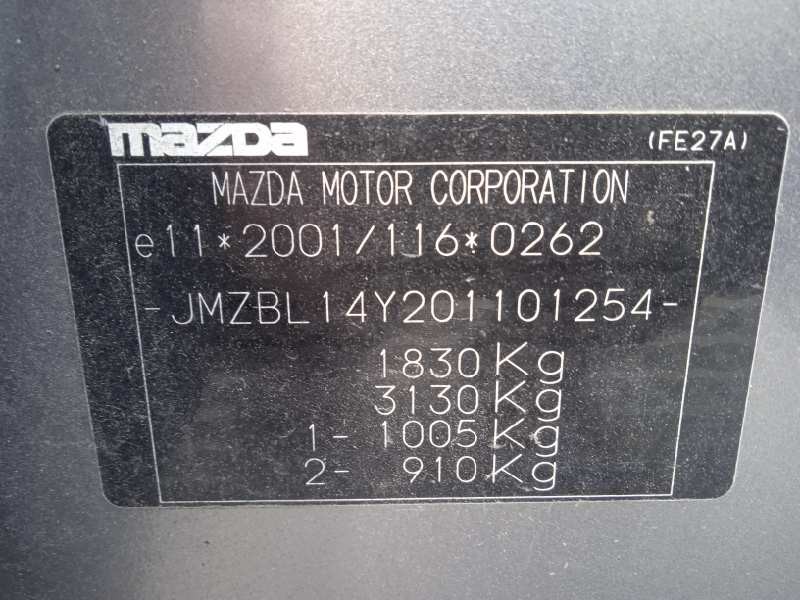 mazda (FE27A)
MAZDA MOTOR CORPORATION
e11*2001/116*0262
-JMZBL14Y201101254-
1830Kg
3130Kg
1- 1005Kg
2- 910Kg